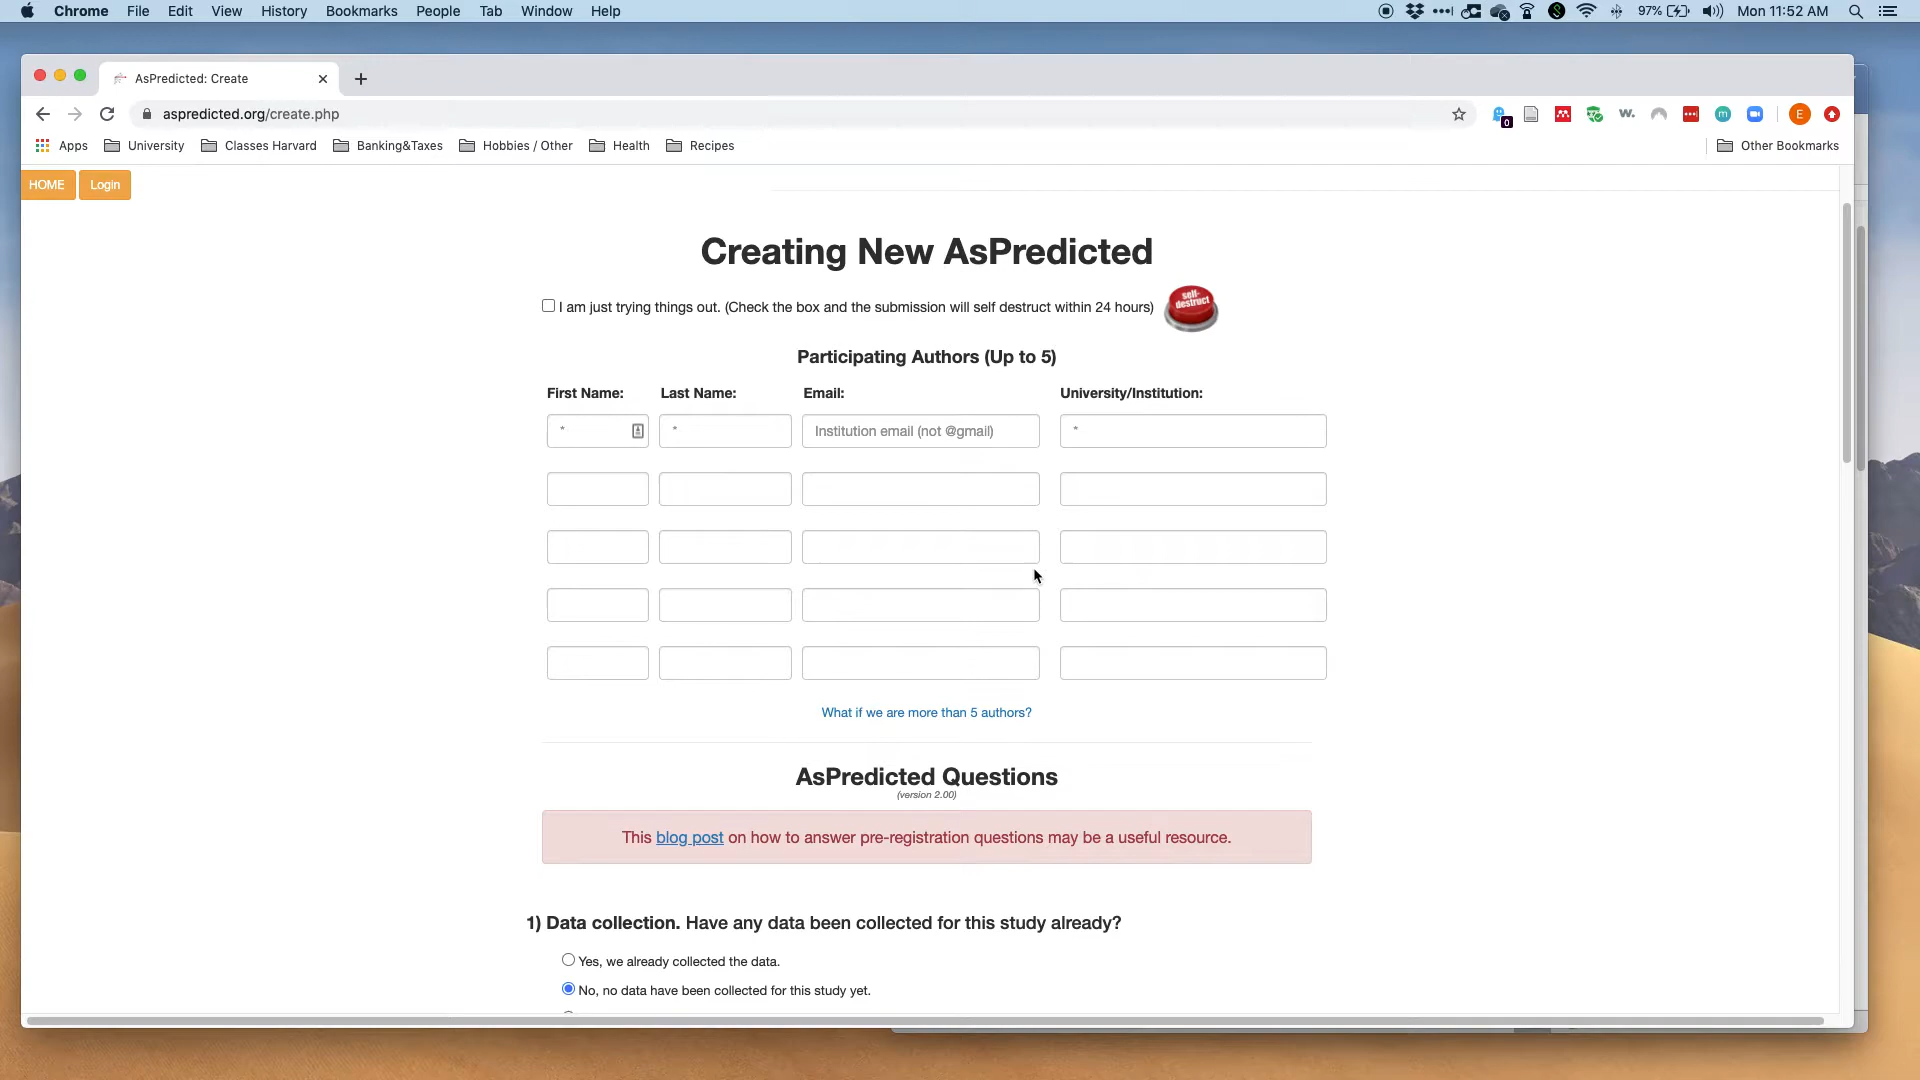 Chrome File Edit View History Bookmarks People Tab Window Help 97% Mon 11:52 AM
AsPredicted: Create
aspredicted.org/create.php
0 E
Apps University Classes Harvard Banking&Taxes Hobbies / Other Health Recipes Other Bookmarks
HOME Login
Creating New AsPredicted
I am just trying things out. (Check the box and the submission will self destruct within 24 hours) self-destruct
Participating Authors (Up to 5)
First Name: Last Name: Email: University/Institution:
* * Institution email (not @gmail) *
What if we are more than 5 authors?
AsPredicted Questions
(version 2.00)
This blog post on how to answer pre-registration questions may be a useful resource.
1) Data collection. Have any data been collected for this study already?
Yes, we already collected the data.
No, no data have been collected for this study yet.